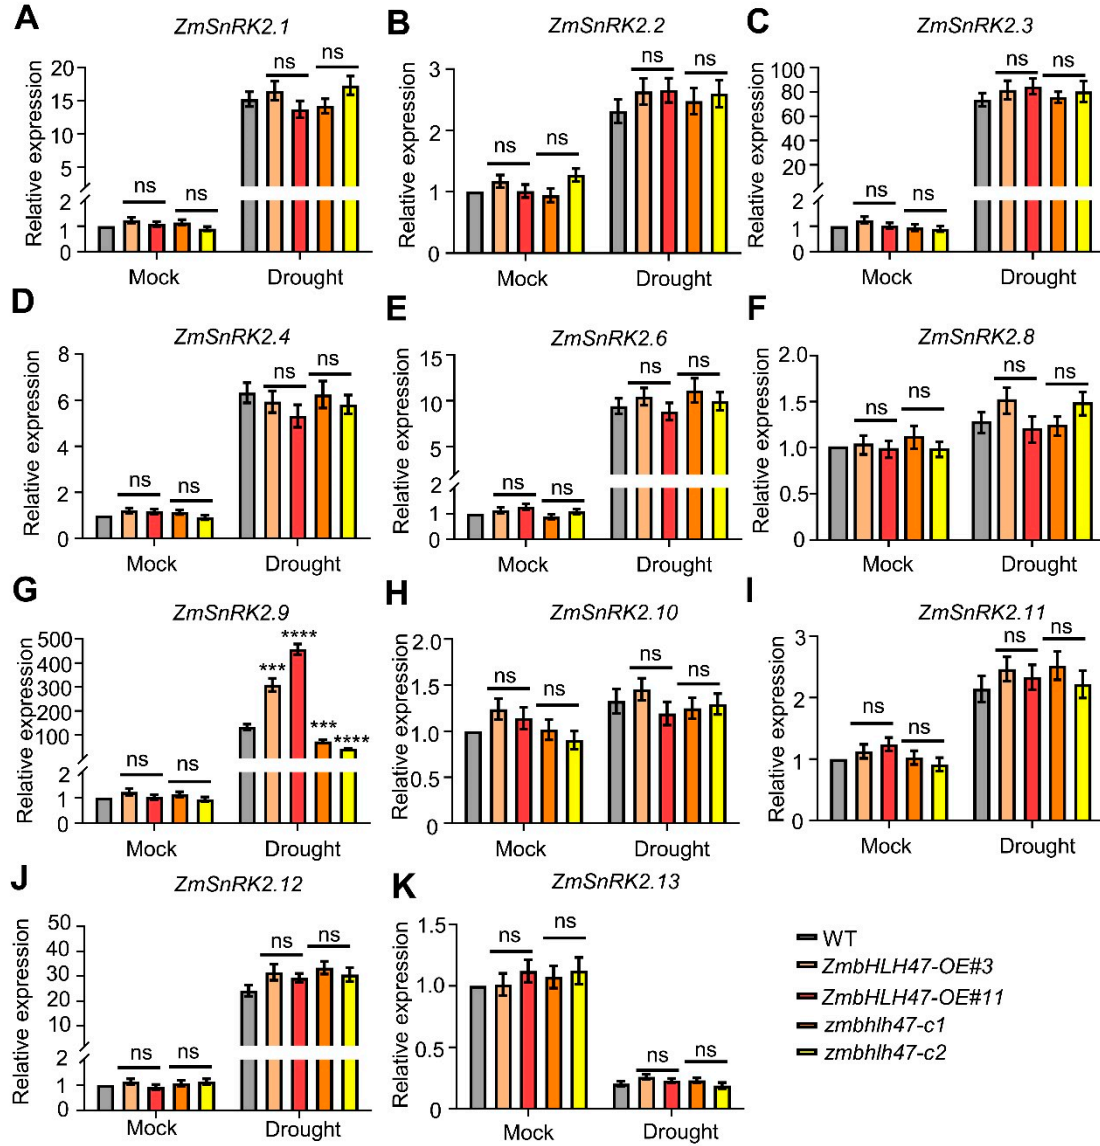 A
ZmSnRK2.1
Relative expression
20
15
10
5
2
1
0
ns
ns
ns
ns
Mock
Drought
B
ZmSnRK2.2
Relative expression
3
2
1
0
ns
ns
ns
ns
Mock
Drought
C
ZmSnRK2.3
Relative expression
100
80
60
40
20
0
2
1
0
ns
ns
ns
ns
Mock
Drought
D
ZmSnRK2.4
Relative expression
8
6
4
2
0
ns
ns
ns
ns
Mock
Drought
E
ZmSnRK2.6
Relative expression
15
10
5
2
1
0
ns
ns
ns
ns
Mock
Drought
F
ZmSnRK2.8
Relative expression
2.0
1.5
1.0
0.5
0
ns
ns
ns
ns
Mock
Drought
G
ZmSnRK2.9
Relative expression
500
400
300
200
100
2
1
0
ns
ns
***
****
***
****
Mock
Drought
H
ZmSnRK2.10
Relative expression
2.0
1.5
1.0
0.5
0
ns
ns
ns
ns
Mock
Drought
I
ZmSnRK2.11
Relative expression
3
2
1
0
ns
ns
ns
ns
Mock
Drought
J
ZmSnRK2.12
Relative expression
50
40
30
20
10
2
1
0
ns
ns
ns
ns
Mock
Drought
K
ZmSnRK2.13
Relative expression
1.5
1.0
0.5
0
ns
ns
ns
ns
Mock
Drought
WT
ZmbHLH47-OE#3
ZmbHLH47-OE#11
zmbhlh47-c1
zmbhlh47-c2